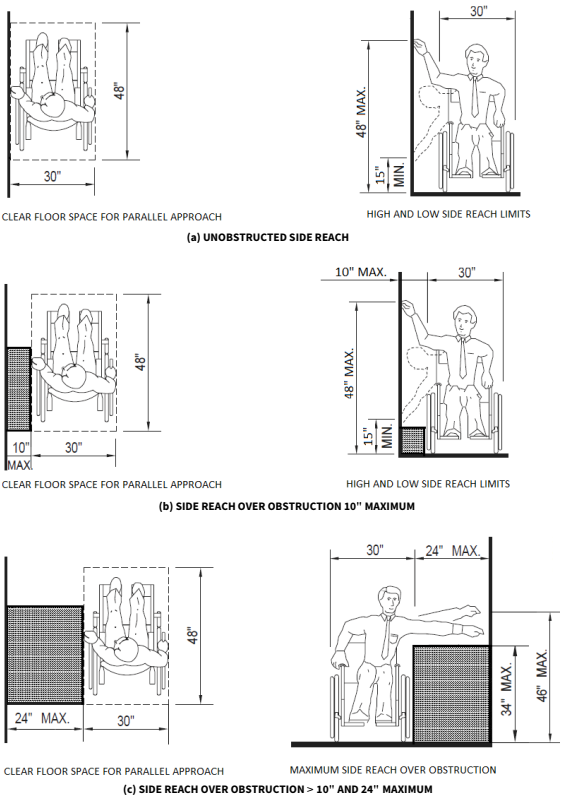 30"
48"
48" MAX.
15"
MIN.
30"
CLEAR FLOOR SPACE FOR PARALLEL APPROACH
HIGH AND LOW SIDE REACH LIMITS
(a) UNOBSTRUCTED SIDE REACH
10" MAX.
30"
48"
48" MAX.
15"
MIN.
10"
MAX.
30"
CLEAR FLOOR SPACE FOR PARALLEL APPROACH
HIGH AND LOW SIDE REACH LIMITS
(b) SIDE REACH OVER OBSTRUCTION 10" MAXIMUM
30"
24" MAX.
48"
34" MAX.
46" MAX.
24" MAX.
30"
CLEAR FLOOR SPACE FOR PARALLEL APPROACH
MAXIMUM SIDE REACH OVER OBSTRUCTION
(c) SIDE REACH OVER OBSTRUCTION > 10" AND 24" MAXIMUM